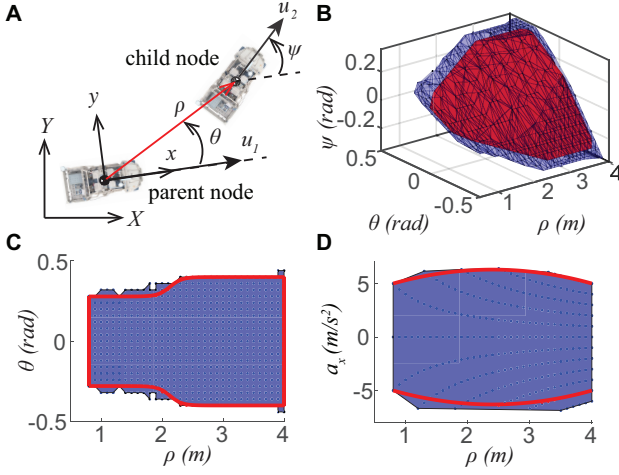 A
u₂
ψ
child node
ρ
y
θ
u₁
Y
x
parent node
X
B
ψ (rad)
0.2
0
-0.2
0.5
0
-0.5
θ (rad)
1
2
3
4
ρ (m)
C
θ (rad)
0.5
0
-0.5
1
2
3
4
ρ (m)
D
aₓ (m/s²)
5
0
-5
1
2
3
4
ρ (m)